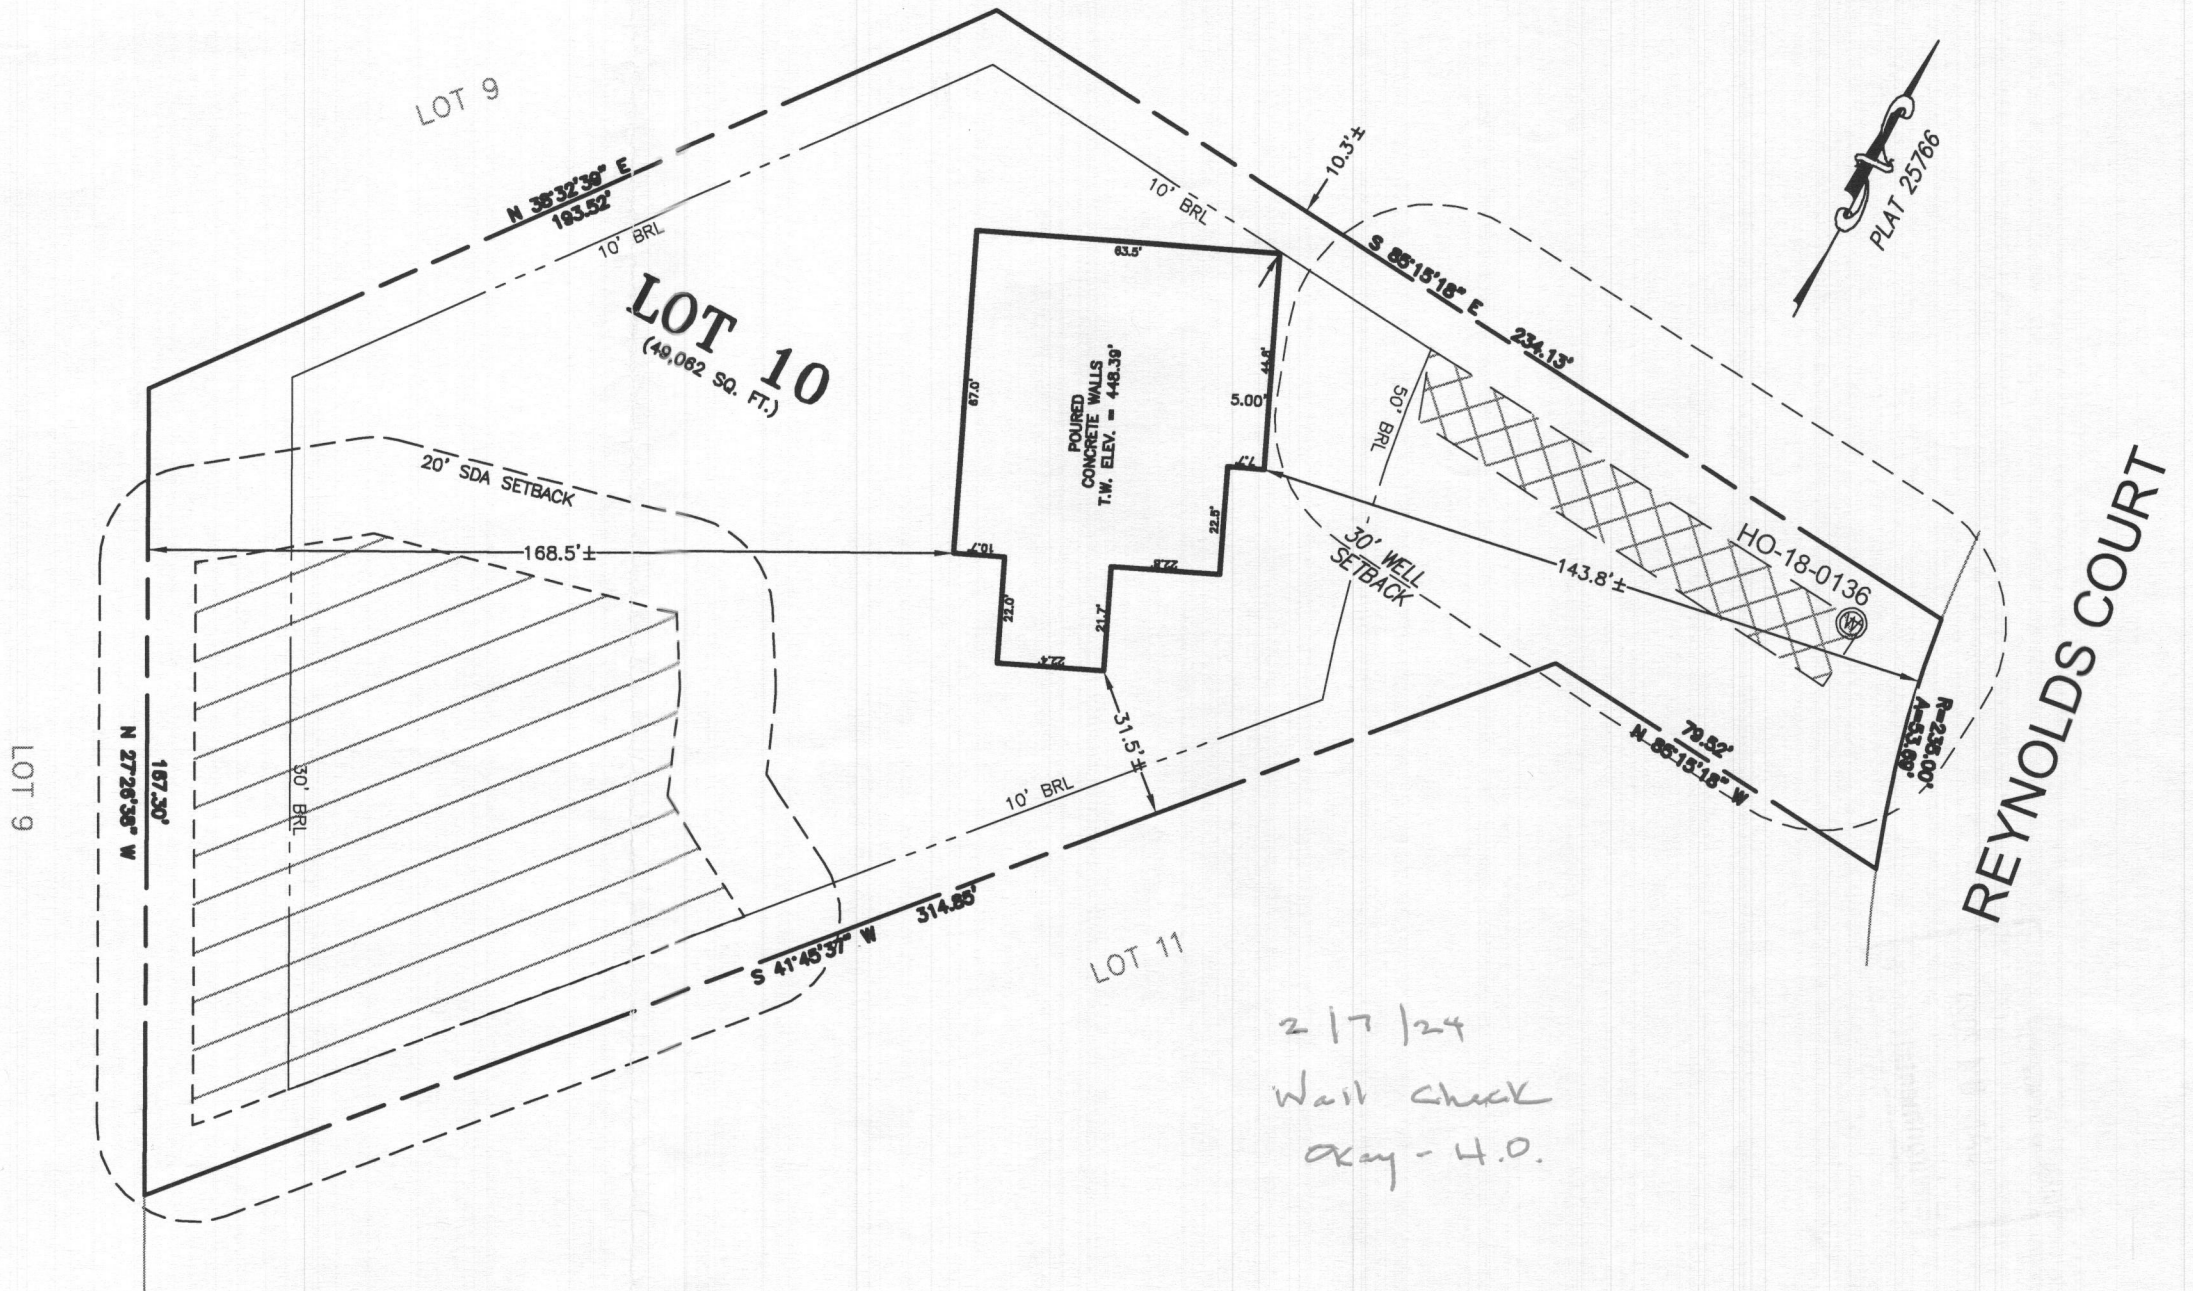 LOT 9
N 38°32'39" E
193.52'
10' BRL
10' BRL
10.3'±
PLAT 25766
S 85°15'18" E 234.13'
LOT 10
(49,062 SQ. FT.)
63.5'
67.0'
44.6'
5.00'
POURED
CONCRETE WALLS
T.W. ELEV. = 448.39'
50' BRL
20' SDA SETBACK
168.5'±
10.7'
7.7'
22.5'
22.0'
21.7'
22.4'
30' WELL
SETBACK
143.8'±
HO-18-0136
W
REYNOLDS COURT
R=235.00'
A=53.69'
79.52'
N 85°15'18" W
31.5'±
10' BRL
30' BRL
167.30'
N 27°26'38" W
LOT 9
S 41°45'37" W 314.85'
LOT 11
2/7/24
Wall Check
Okay - H.O.